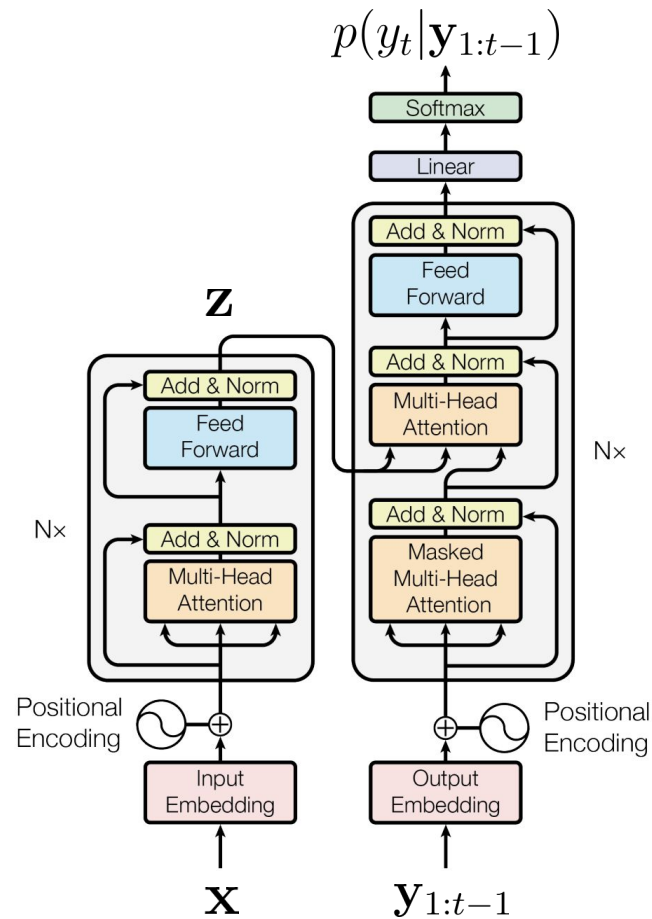 p(y_t|y_{1:t−1})
Softmax
Linear
Add & Norm
Feed
Forward
Add & Norm
Multi-Head
Attention
Add & Norm
Masked
Multi-Head
Attention
N×
z
Add & Norm
Feed
Forward
N×
Add & Norm
Multi-Head
Attention
Positional
Encoding
Positional
Encoding
Input
Embedding
Output
Embedding
x
y_{1:t−1}